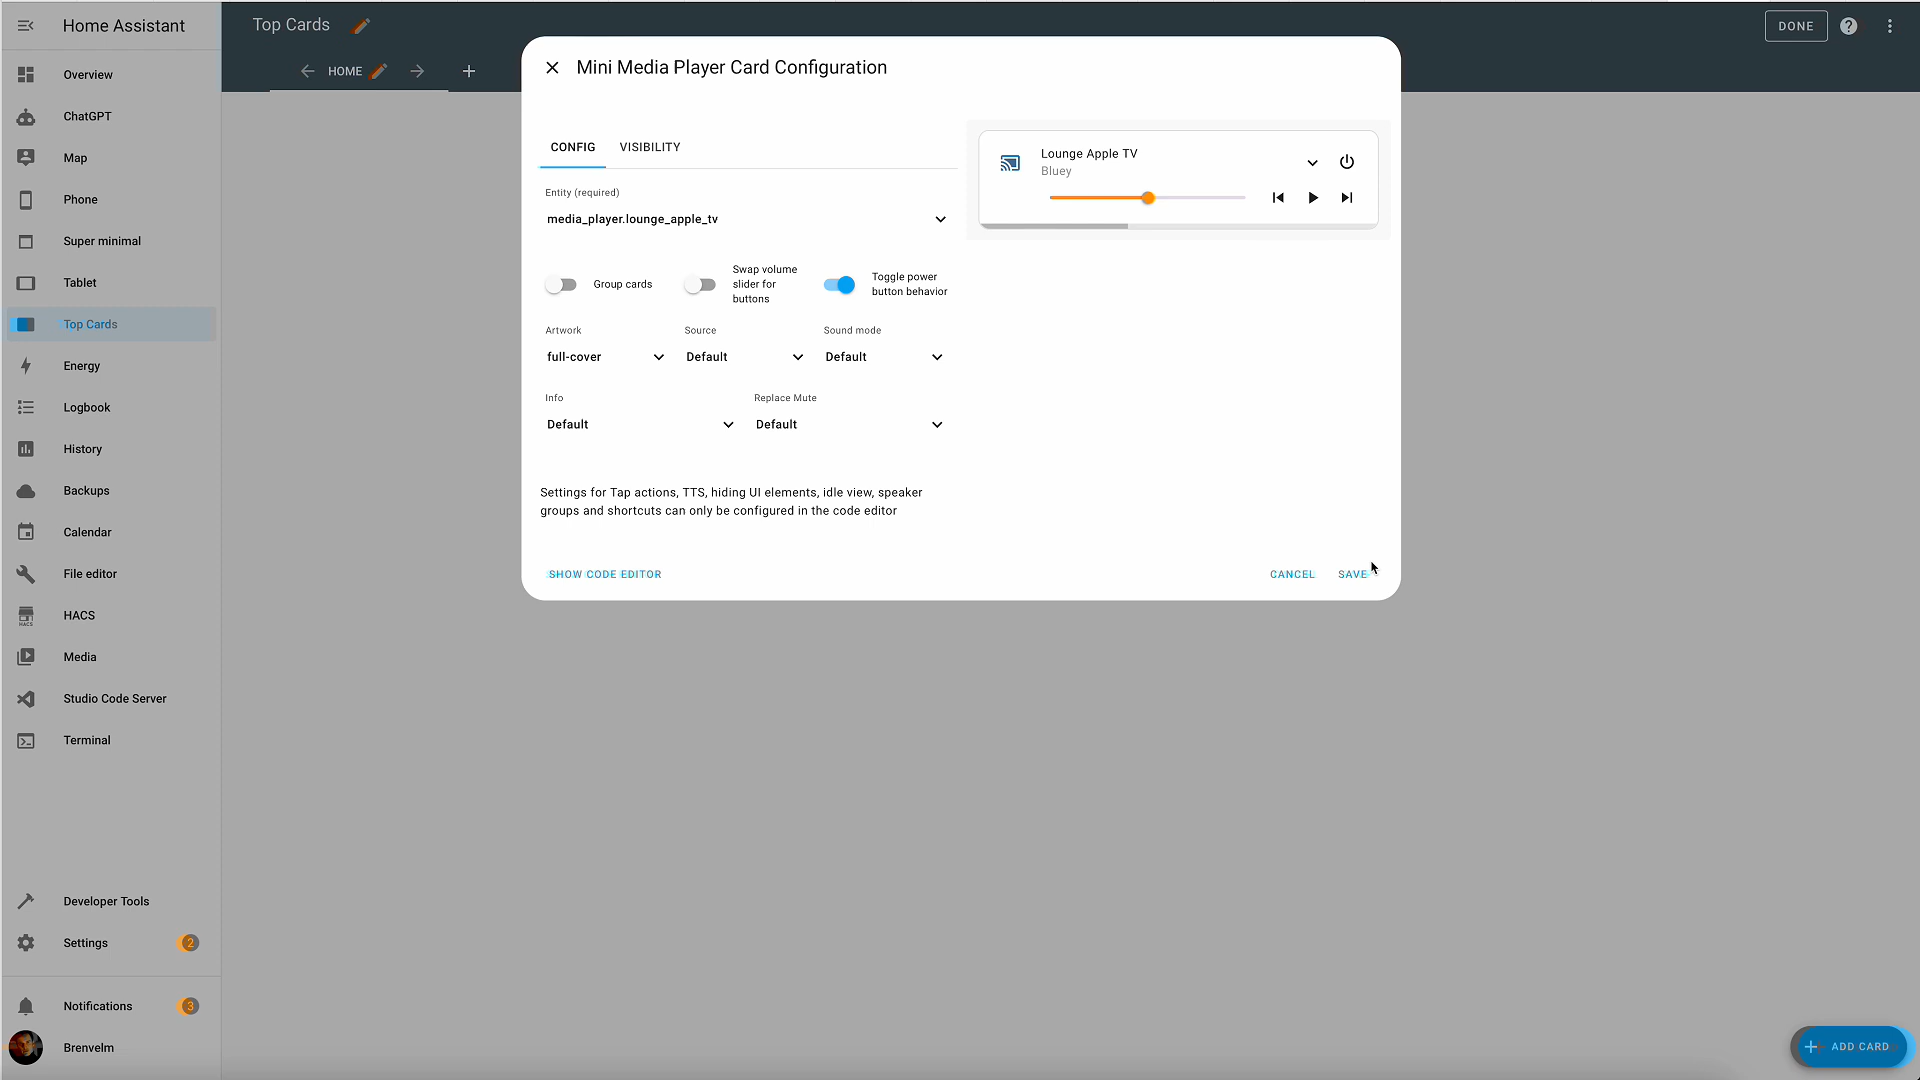 Home Assistant
Overview
ChatGPT
Map
Phone
Super minimal
Tablet
Top Cards
Energy
Logbook
History
Backups
Calendar
File editor
HACS
HACS
Media
Studio Code Server
Terminal
Developer Tools
Settings
2
Notifications
3
Brenvelm
Top Cards
HOME
DONE
Mini Media Player Card Configuration
CONFIG
VISIBILITY
Entity (required)
media_player.lounge_apple_tv
Group cards
Swap volume
slider for
buttons
Toggle power
button behavior
Artwork
full-cover
Source
Default
Sound mode
Default
Info
Default
Replace Mute
Default
Settings for Tap actions, TTS, hiding UI elements, idle view, speaker
groups and shortcuts can only be configured in the code editor
SHOW CODE EDITOR
Lounge Apple TV
Bluey
CANCEL
SAVE
ADD CARD